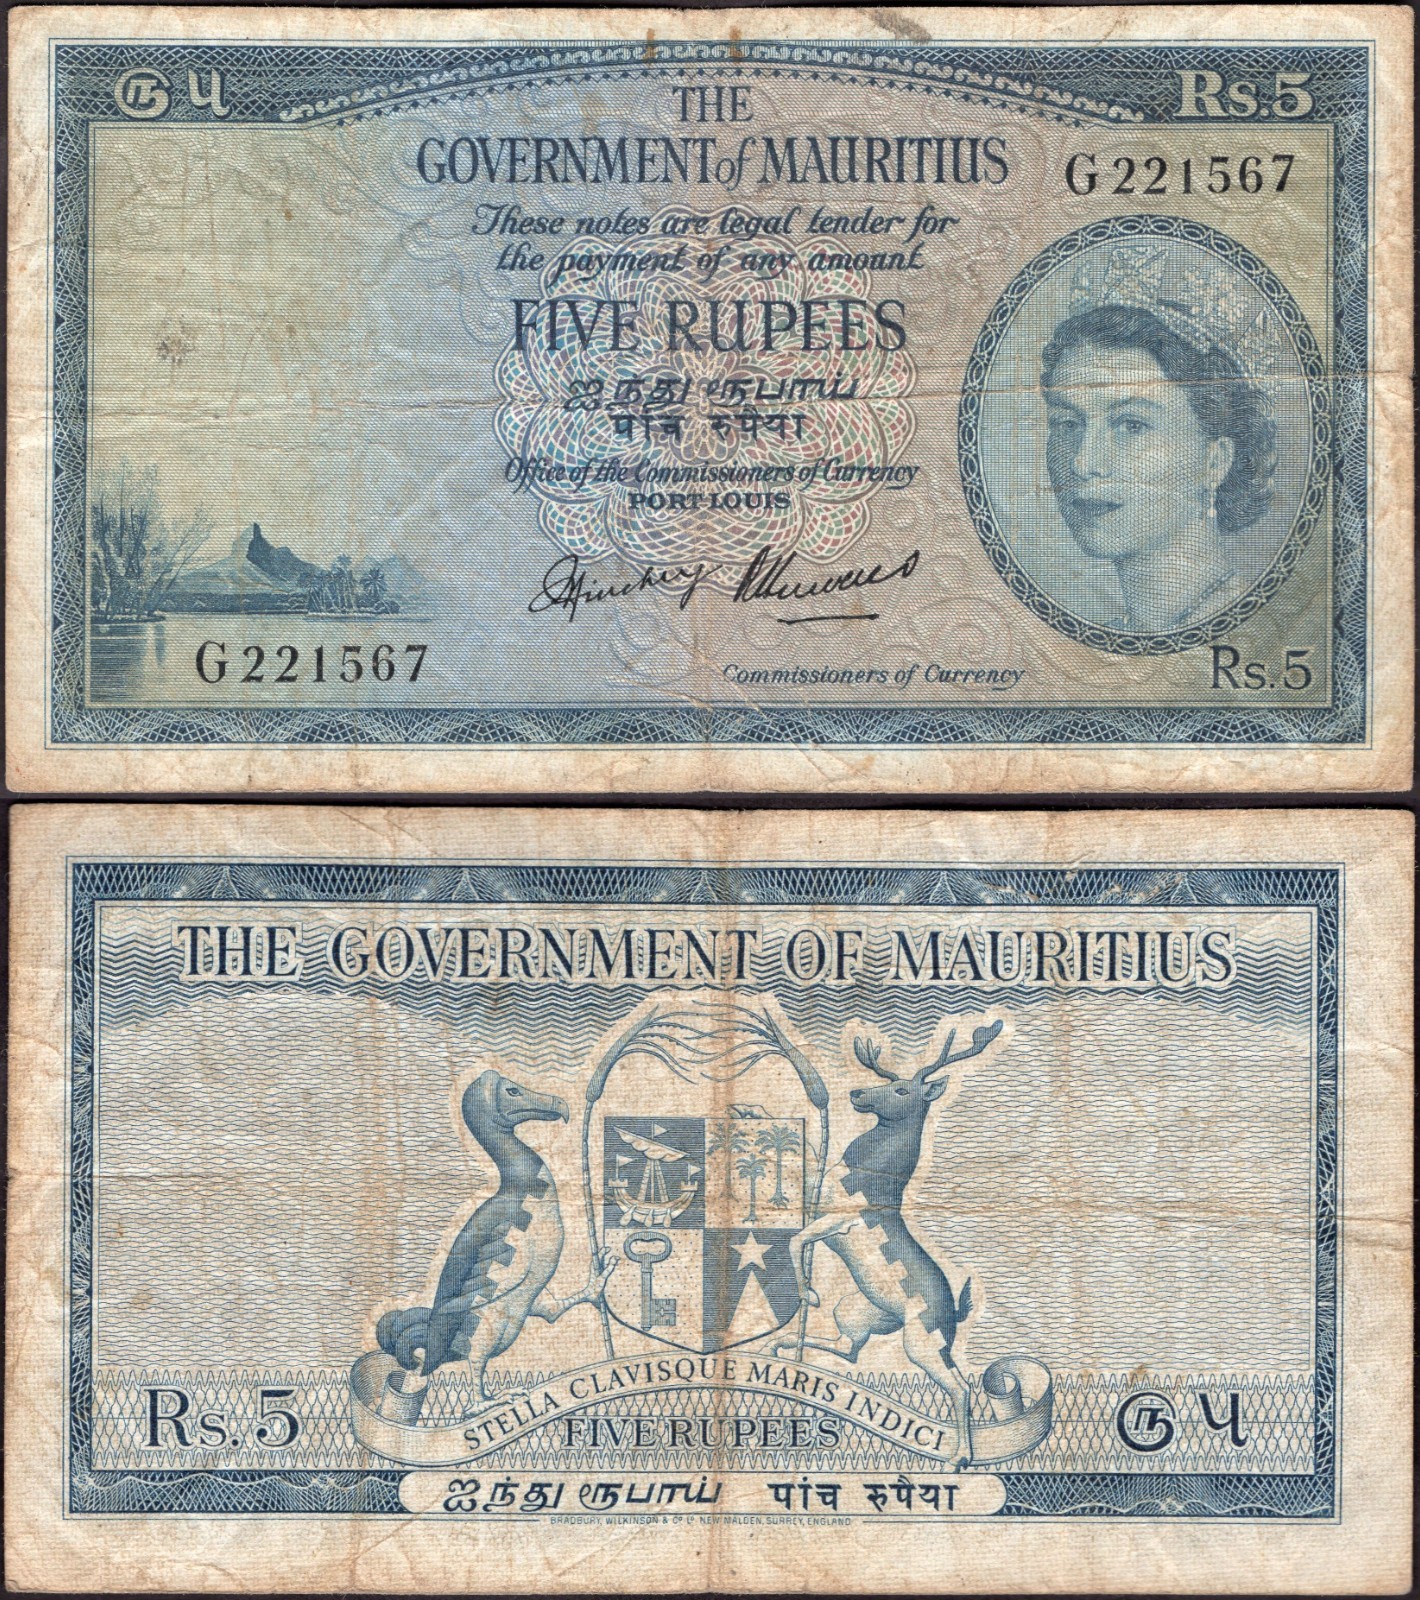 ௫ ५
Rs.5
THE
GOVERNMENT of MAURITIUS
G 221567
These notes are legal tender for
the payment of any amount
FIVE RUPEES
ஐந்து ரூபாய்
पांच रुपैया
Office of the Commissioners of Currency
PORT LOUIS
G 221567
Commissioners of Currency
Rs.5
THE GOVERNMENT OF MAURITIUS
STELLA CLAVISQUE MARIS INDICI
Rs.5
FIVE RUPEES
௫ ५
ஐந்து ரூபாய் पांच रुपैया
BRADBURY, WILKINSON & Co Ld NEW MALDEN, SURREY, ENGLAND